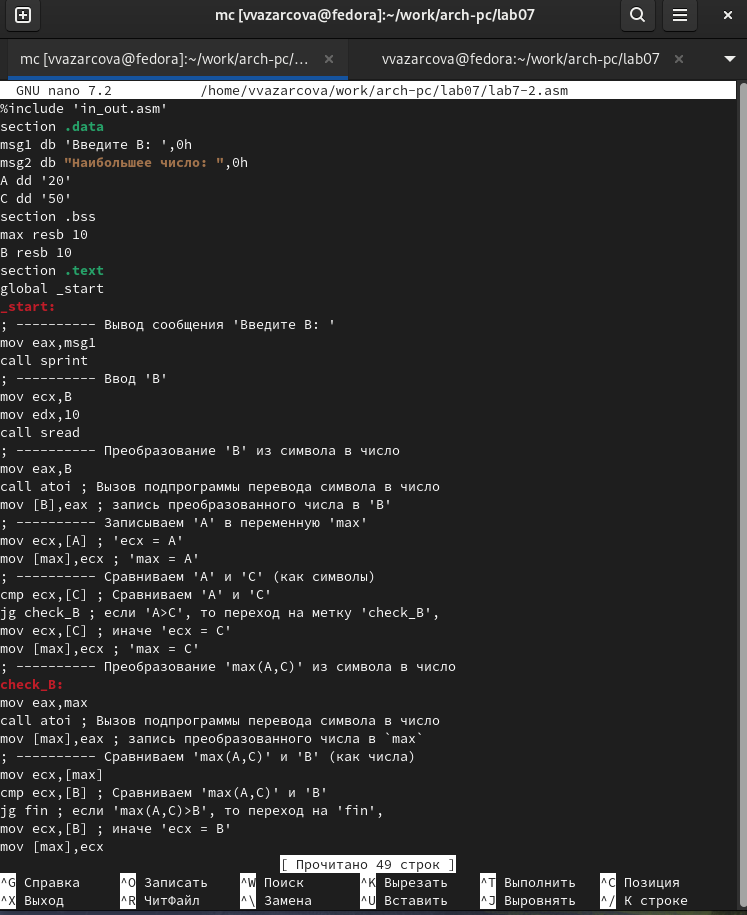 mc [vvazarcova@fedora]:~/work/arch-pc/lab07
mc [vvazarcova@fedora]:~/work/arch-pc/...
vvazarcova@fedora:~/work/arch-pc/lab07
GNU nano 7.2 /home/vvazarcova/work/arch-pc/lab07/lab7-2.asm
%include 'in_out.asm'
section .data
msg1 db 'Введите B: ',0h
msg2 db "Наибольшее число: ",0h
A dd '20'
C dd '50'
section .bss
max resb 10
B resb 10
section .text
global _start
_start:
; ---------- Вывод сообщения 'Введите B: '
mov eax,msg1
call sprint
; ---------- Ввод 'B'
mov ecx,B
mov edx,10
call sread
; ---------- Преобразование 'B' из символа в число
mov eax,B
call atoi ; Вызов подпрограммы перевода символа в число
mov [B],eax ; запись преобразованного числа в 'B'
; ---------- Записываем 'A' в переменную 'max'
mov ecx,[A] ; 'ecx = A'
mov [max],ecx ; 'max = A'
; ---------- Сравниваем 'A' и 'С' (как символы)
cmp ecx,[C] ; Сравниваем 'A' и 'С'
jg check_B ; если 'A>C', то переход на метку 'check_B',
mov ecx,[C] ; иначе 'ecx = C'
mov [max],ecx ; 'max = C'
; ---------- Преобразование 'max(A,C)' из символа в число
check_B:
mov eax,max
call atoi ; Вызов подпрограммы перевода символа в число
mov [max],eax ; запись преобразованного числа в `max`
; ---------- Сравниваем 'max(A,C)' и 'B' (как числа)
mov ecx,[max]
cmp ecx,[B] ; Сравниваем 'max(A,C)' и 'B'
jg fin ; если 'max(A,C)>B', то переход на 'fin',
mov ecx,[B] ; иначе 'ecx = B'
mov [max],ecx
[ Прочитано 49 строк ]
^G Справка ^O Записать ^W Поиск ^K Вырезать ^T Выполнить ^C Позиция
^X Выход ^R ЧитФайл ^\ Замена ^U Вставить ^J Выровнять ^/ К строке